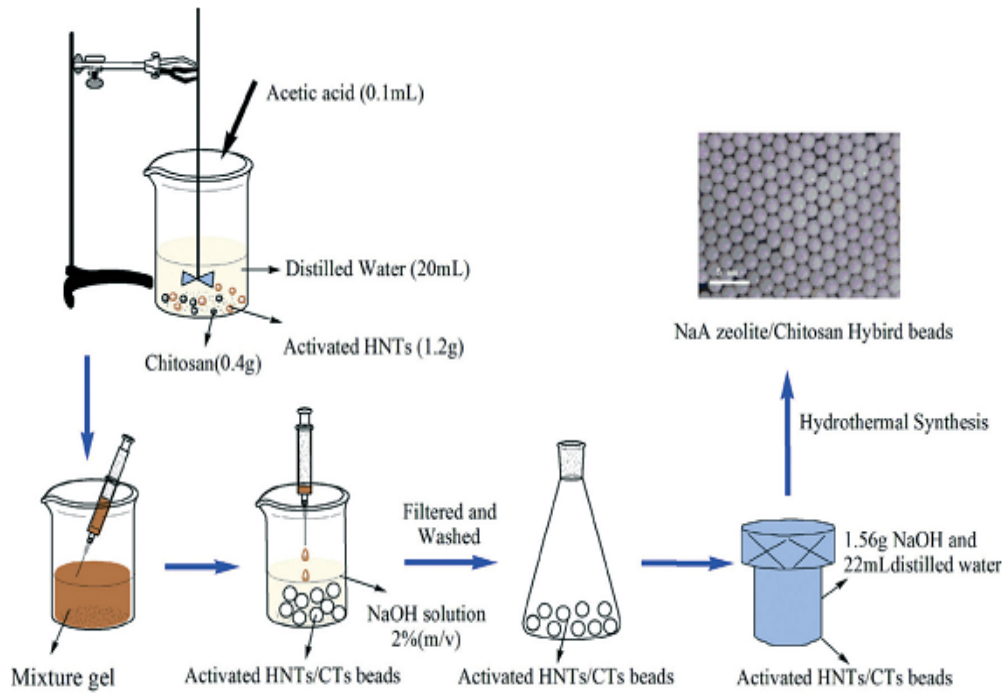 Acetic acid (0.1mL)
Distilled Water (20mL)
Activated HNTs (1.2g)
Chitosan(0.4g)
NaA zeolite/Chitosan Hybird beads
Hydrothermal Synthesis
Filtered and
Washed
1.56g NaOH and
22mLdistilled water
NaOH solution
2%(m/v)
Mixture gel
Activated HNTs/CTs beads
Activated HNTs/CTs beads
Activated HNTs/CTs beads